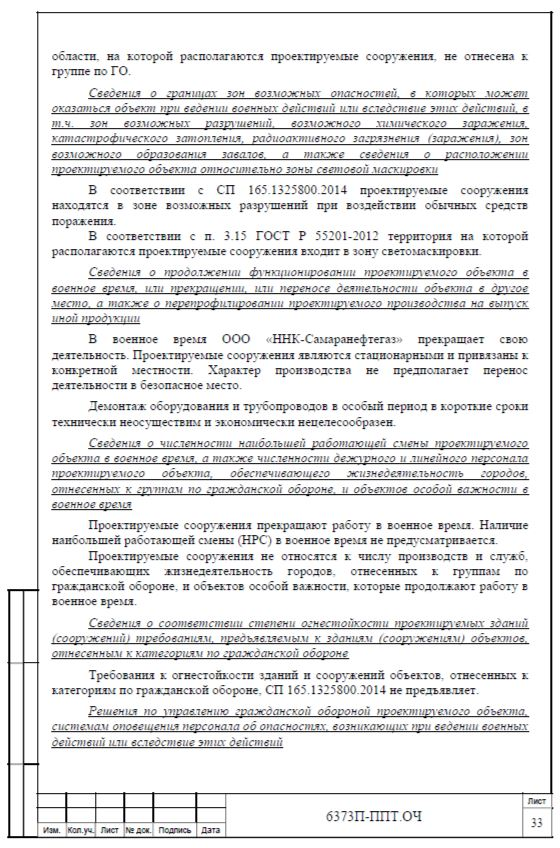 области, на которой располагаются проектируемые сооружения, не отнесена к
группе по ГО.
Сведения о границах зон возможных опасностей, в которых может
оказаться объект при ведении военных действий или вследствие этих действий, в
т.ч. зон возможных разрушений, возможного химического заражения,
катастрофического затопления, радиоактивного загрязнения (заражения), зон
возможного образования завалов, а также сведения о расположении
проектируемого объекта относительно зоны световой маскировки
В соответствии с СП 165.1325800.2014 проектируемые сооружения
находятся в зоне возможных разрушений при воздействии обычных средств
поражения.
В соответствии с п. 3.15 ГОСТ Р 55201-2012 территория на которой
располагаются проектируемые сооружения входит в зону светомаскировки.
Сведения о продолжении функционировании проектируемого объекта в
военное время, или прекращении, или переносе деятельности объекта в другое
место, а также о перепрофилировании проектируемого производства на выпуск
иной продукции
В военное время ООО «ННК-Самаранефтегаз» прекращает свою
деятельность. Проектируемые сооружения являются стационарными и привязаны к
конкретной местности. Характер производства не предполагает перенос
деятельности в безопасное место.
Демонтаж оборудования и трубопроводов в особый период в короткие сроки
технически неосуществим и экономически нецелесообразен.
Сведения о численности наибольшей работающей смены проектируемого
объекта в военное время, а также численности дежурного и линейного персонала
проектируемого объекта, обеспечивающего жизнедеятельность городов,
отнесенных к группам по гражданской обороне, и объектов особой важности в
военное время
Проектируемые сооружения прекращают работу в военное время. Наличие
наибольшей работающей смены (НРС) в военное время не предусматривается.
Проектируемые сооружения не относятся к числу производств и служб,
обеспечивающих жизнедеятельность городов, отнесенных к группам по
гражданской обороне, и объектов особой важности, которые продолжают работу в
военное время.
Сведения о соответствии степени огнестойкости проектируемых зданий
(сооружений) требованиям, предъявляемым к зданиям (сооружениям) объектов,
отнесенным к категориям по гражданской обороне
Требования к огнестойкости зданий и сооружений объектов, отнесенных к
категориям по гражданской обороне, СП 165.1325800.2014 не предъявляет.
Решения по управлению гражданской обороной проектируемого объекта,
системам оповещения персонала об опасностях, возникающих при ведении военных
действий или вследствие этих действий
6373П-ППТ.ОЧ
Лист
33
Изм. Кол.уч. Лист № док. Подпись Дата